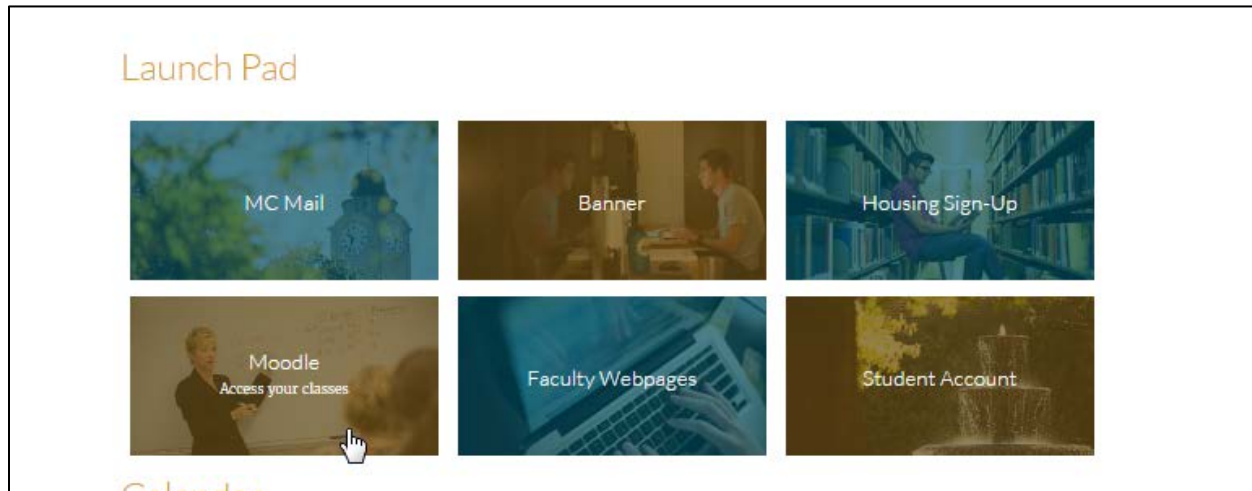 Launch Pad
MC Mail
Banner
Housing Sign-Up
Moodle
Access your classes
Faculty Webpages
Student Account